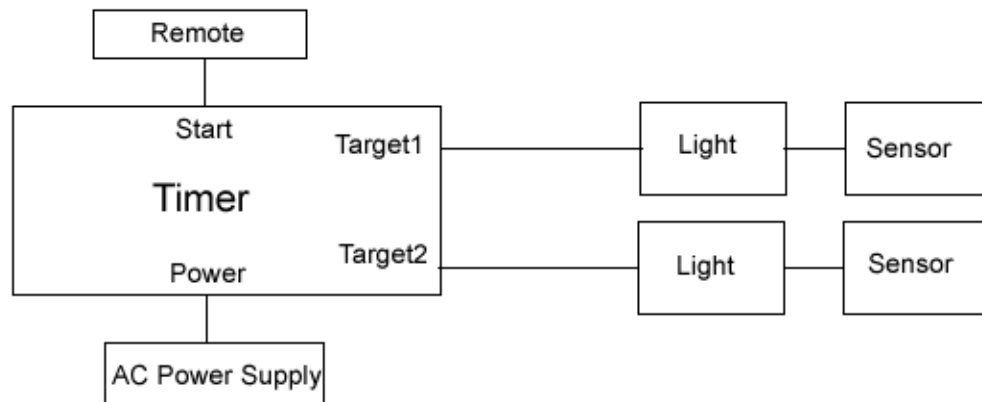 Remote
Start
Target1
Light
Sensor
Timer
Target2
Light
Sensor
Power
AC Power Supply